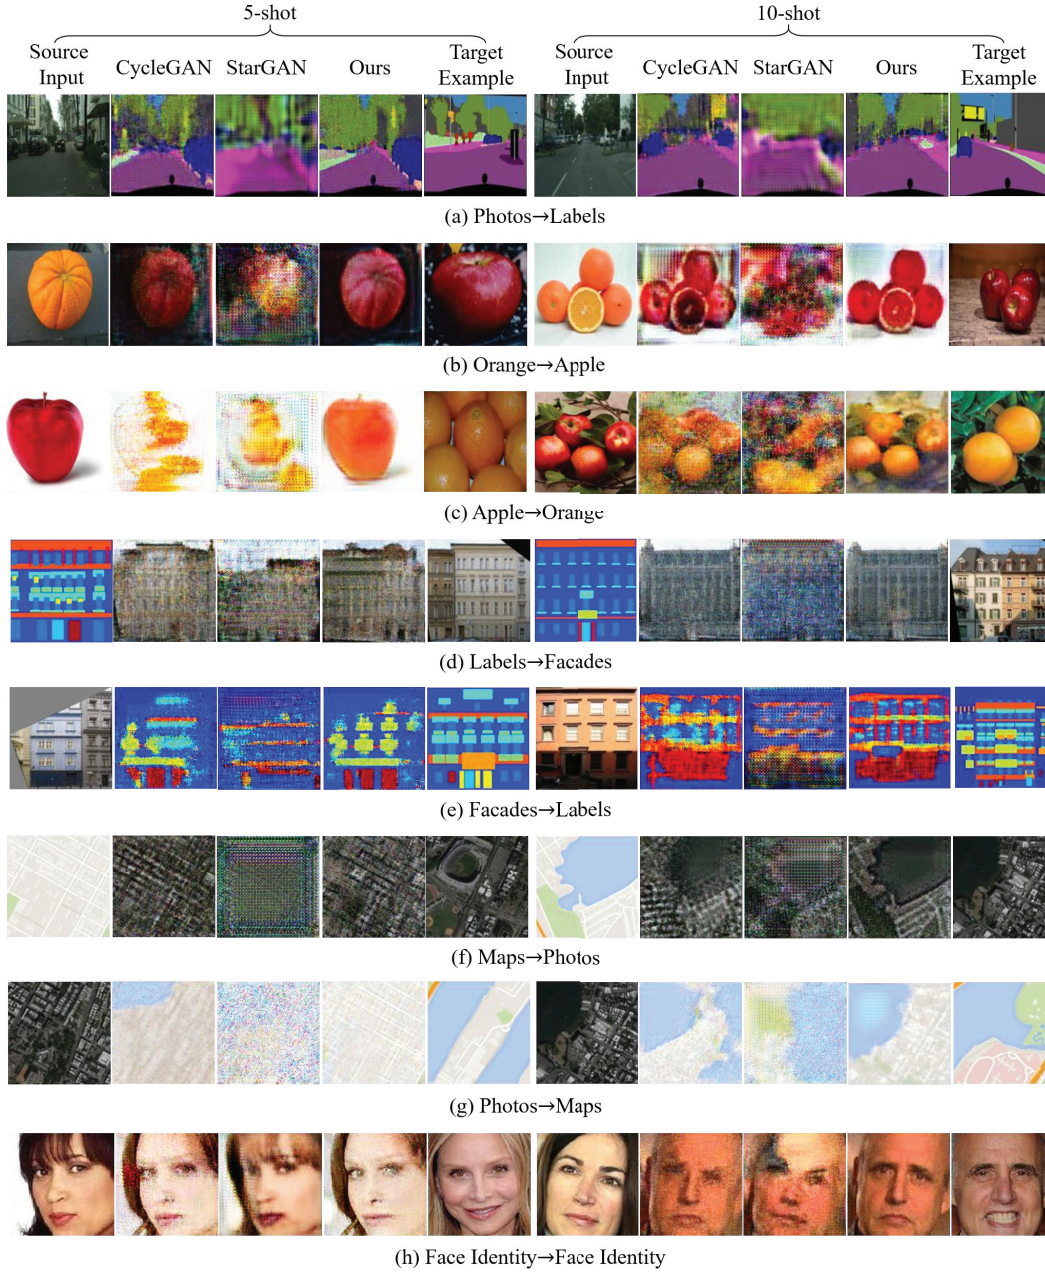 5-shot 10-shot
Source Input CycleGAN StarGAN Ours Target Example Source Input CycleGAN StarGAN Ours Target Example
(a) Photos→Labels
(b) Orange→Apple
(c) Apple→Orange
(d) Labels→Facades
(e) Facades→Labels
(f) Maps→Photos
(g) Photos→Maps
(h) Face Identity→Face Identity